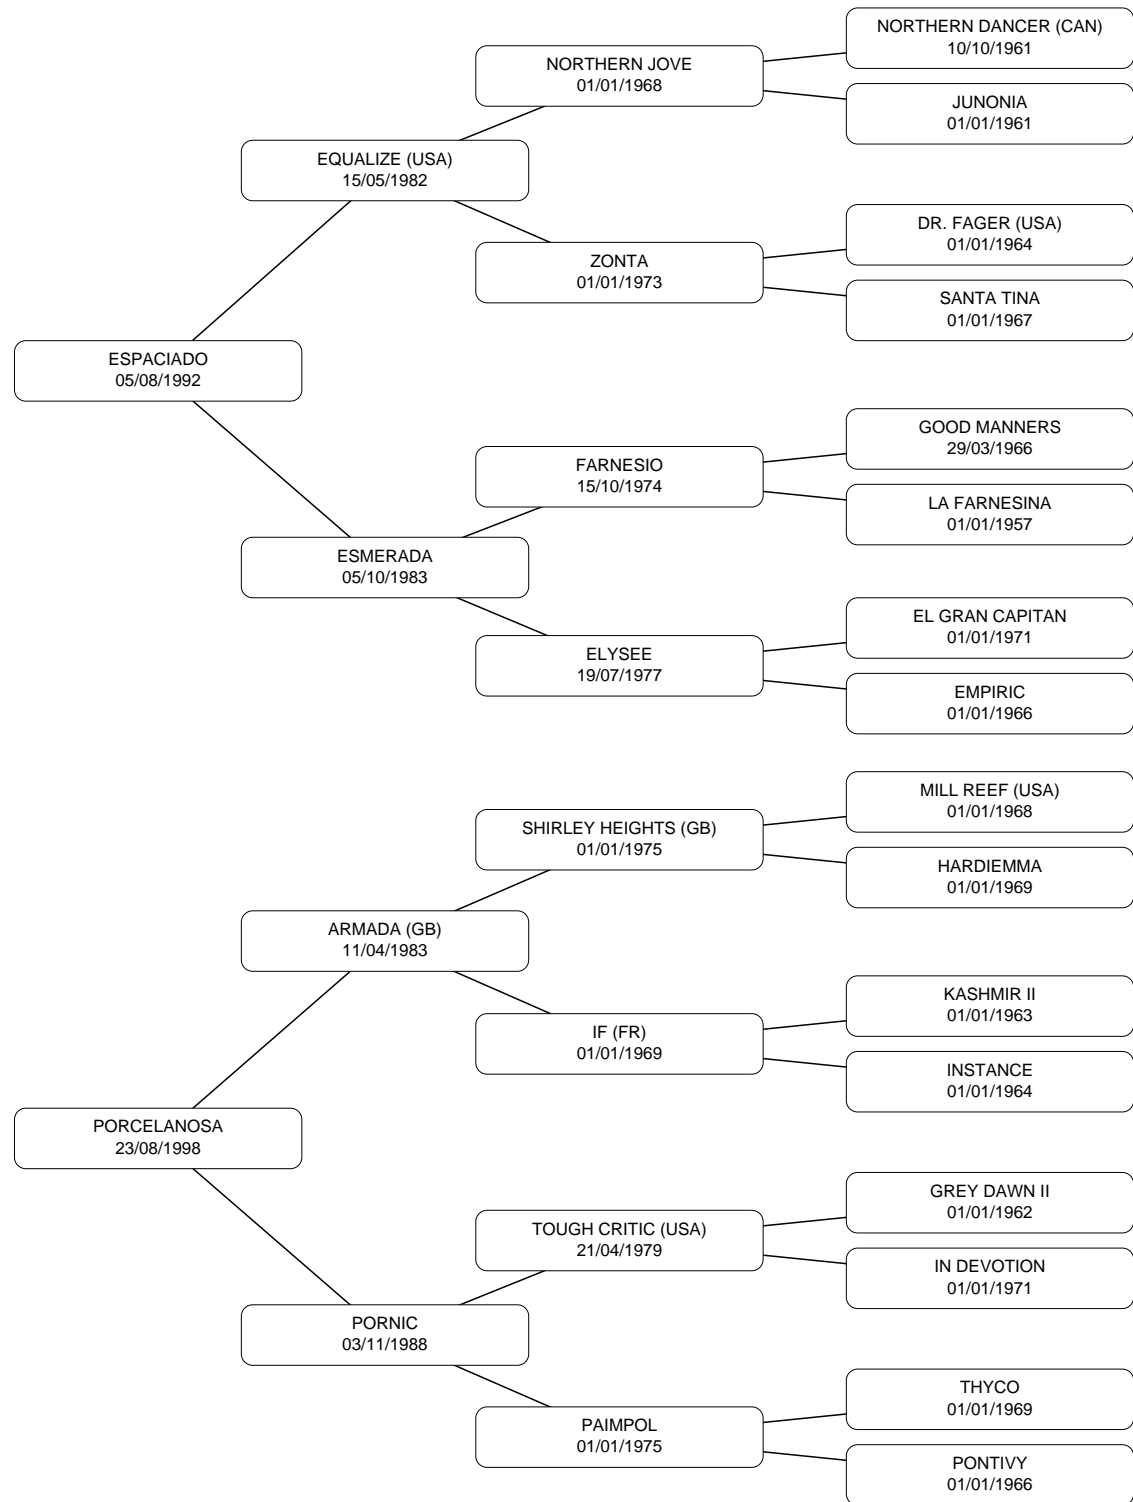 NORTHERN DANCER (CAN)
10/10/1961
NORTHERN JOVE
01/01/1968
JUNONIA
01/01/1961
EQUALIZE (USA)
15/05/1982
DR. FAGER (USA)
01/01/1964
ZONTA
01/01/1973
SANTA TINA
01/01/1967
ESPACIADO
05/08/1992
GOOD MANNERS
29/03/1966
FARNESIO
15/10/1974
LA FARNESINA
01/01/1957
ESMERADA
05/10/1983
EL GRAN CAPITAN
01/01/1971
ELYSEE
19/07/1977
EMPIRIC
01/01/1966
MILL REEF (USA)
01/01/1968
SHIRLEY HEIGHTS (GB)
01/01/1975
HARDIEMMA
01/01/1969
ARMADA (GB)
11/04/1983
KASHMIR II
01/01/1963
IF (FR)
01/01/1969
INSTANCE
01/01/1964
PORCELANOSA
23/08/1998
GREY DAWN II
01/01/1962
TOUGH CRITIC (USA)
21/04/1979
IN DEVOTION
01/01/1971
PORNIC
03/11/1988
THYCO
01/01/1969
PAIMPOL
01/01/1975
PONTIVY
01/01/1966